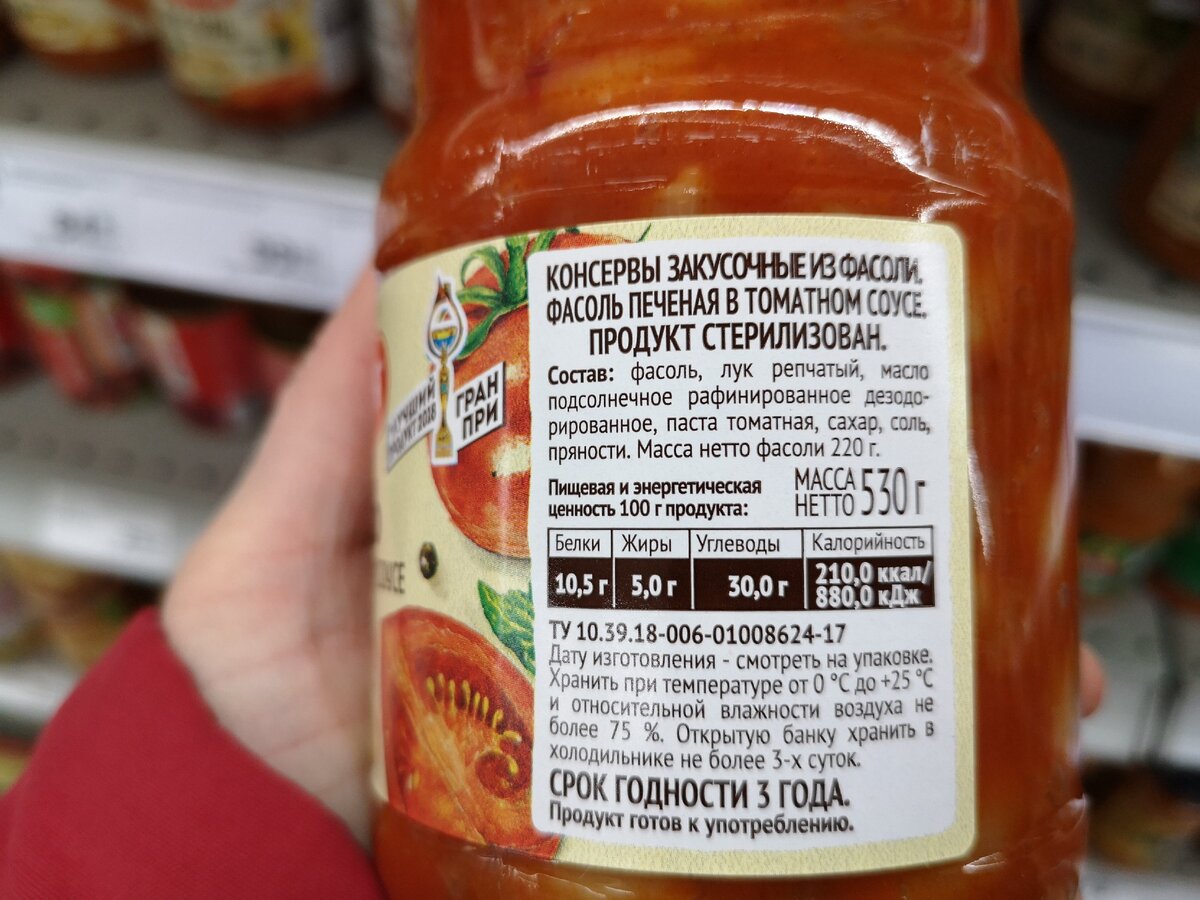 ЛУЧШИЙ
ПРОДУКТ 2018
ГРАН
ПРИ
КОНСЕРВЫ ЗАКУСОЧНЫЕ ИЗ ФАСОЛИ.
ФАСОЛЬ ПЕЧЕНАЯ В ТОМАТНОМ СОУСЕ.
ПРОДУКТ СТЕРИЛИЗОВАН.
Состав: фасоль, лук репчатый, масло
подсолнечное рафинированное дезодо-
рированное, паста томатная, сахар, соль,
пряности. Масса нетто фасоли 220 г.
Пищевая и энергетическая
ценность 100 г продукта:
МАССА
НЕТТО 530 г
Белки Жиры Углеводы Калорийность
10,5 г 5,0 г 30,0 г 210,0 ккал/
880,0 кДж
ТУ 10.39.18-006-01008624-17
Дату изготовления - смотреть на упаковке.
Хранить при температуре от 0 °C до +25 °C
и относительной влажности воздуха не
более 75 %. Открытую банку хранить в
холодильнике не более 3-х суток.
СРОК ГОДНОСТИ 3 ГОДА.
Продукт готов к употреблению.